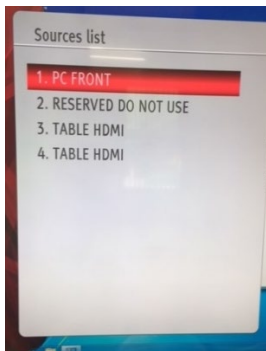 Sources list
1. PC FRONT
2. RESERVED DO NOT USE
3. TABLE HDMI
4. TABLE HDMI